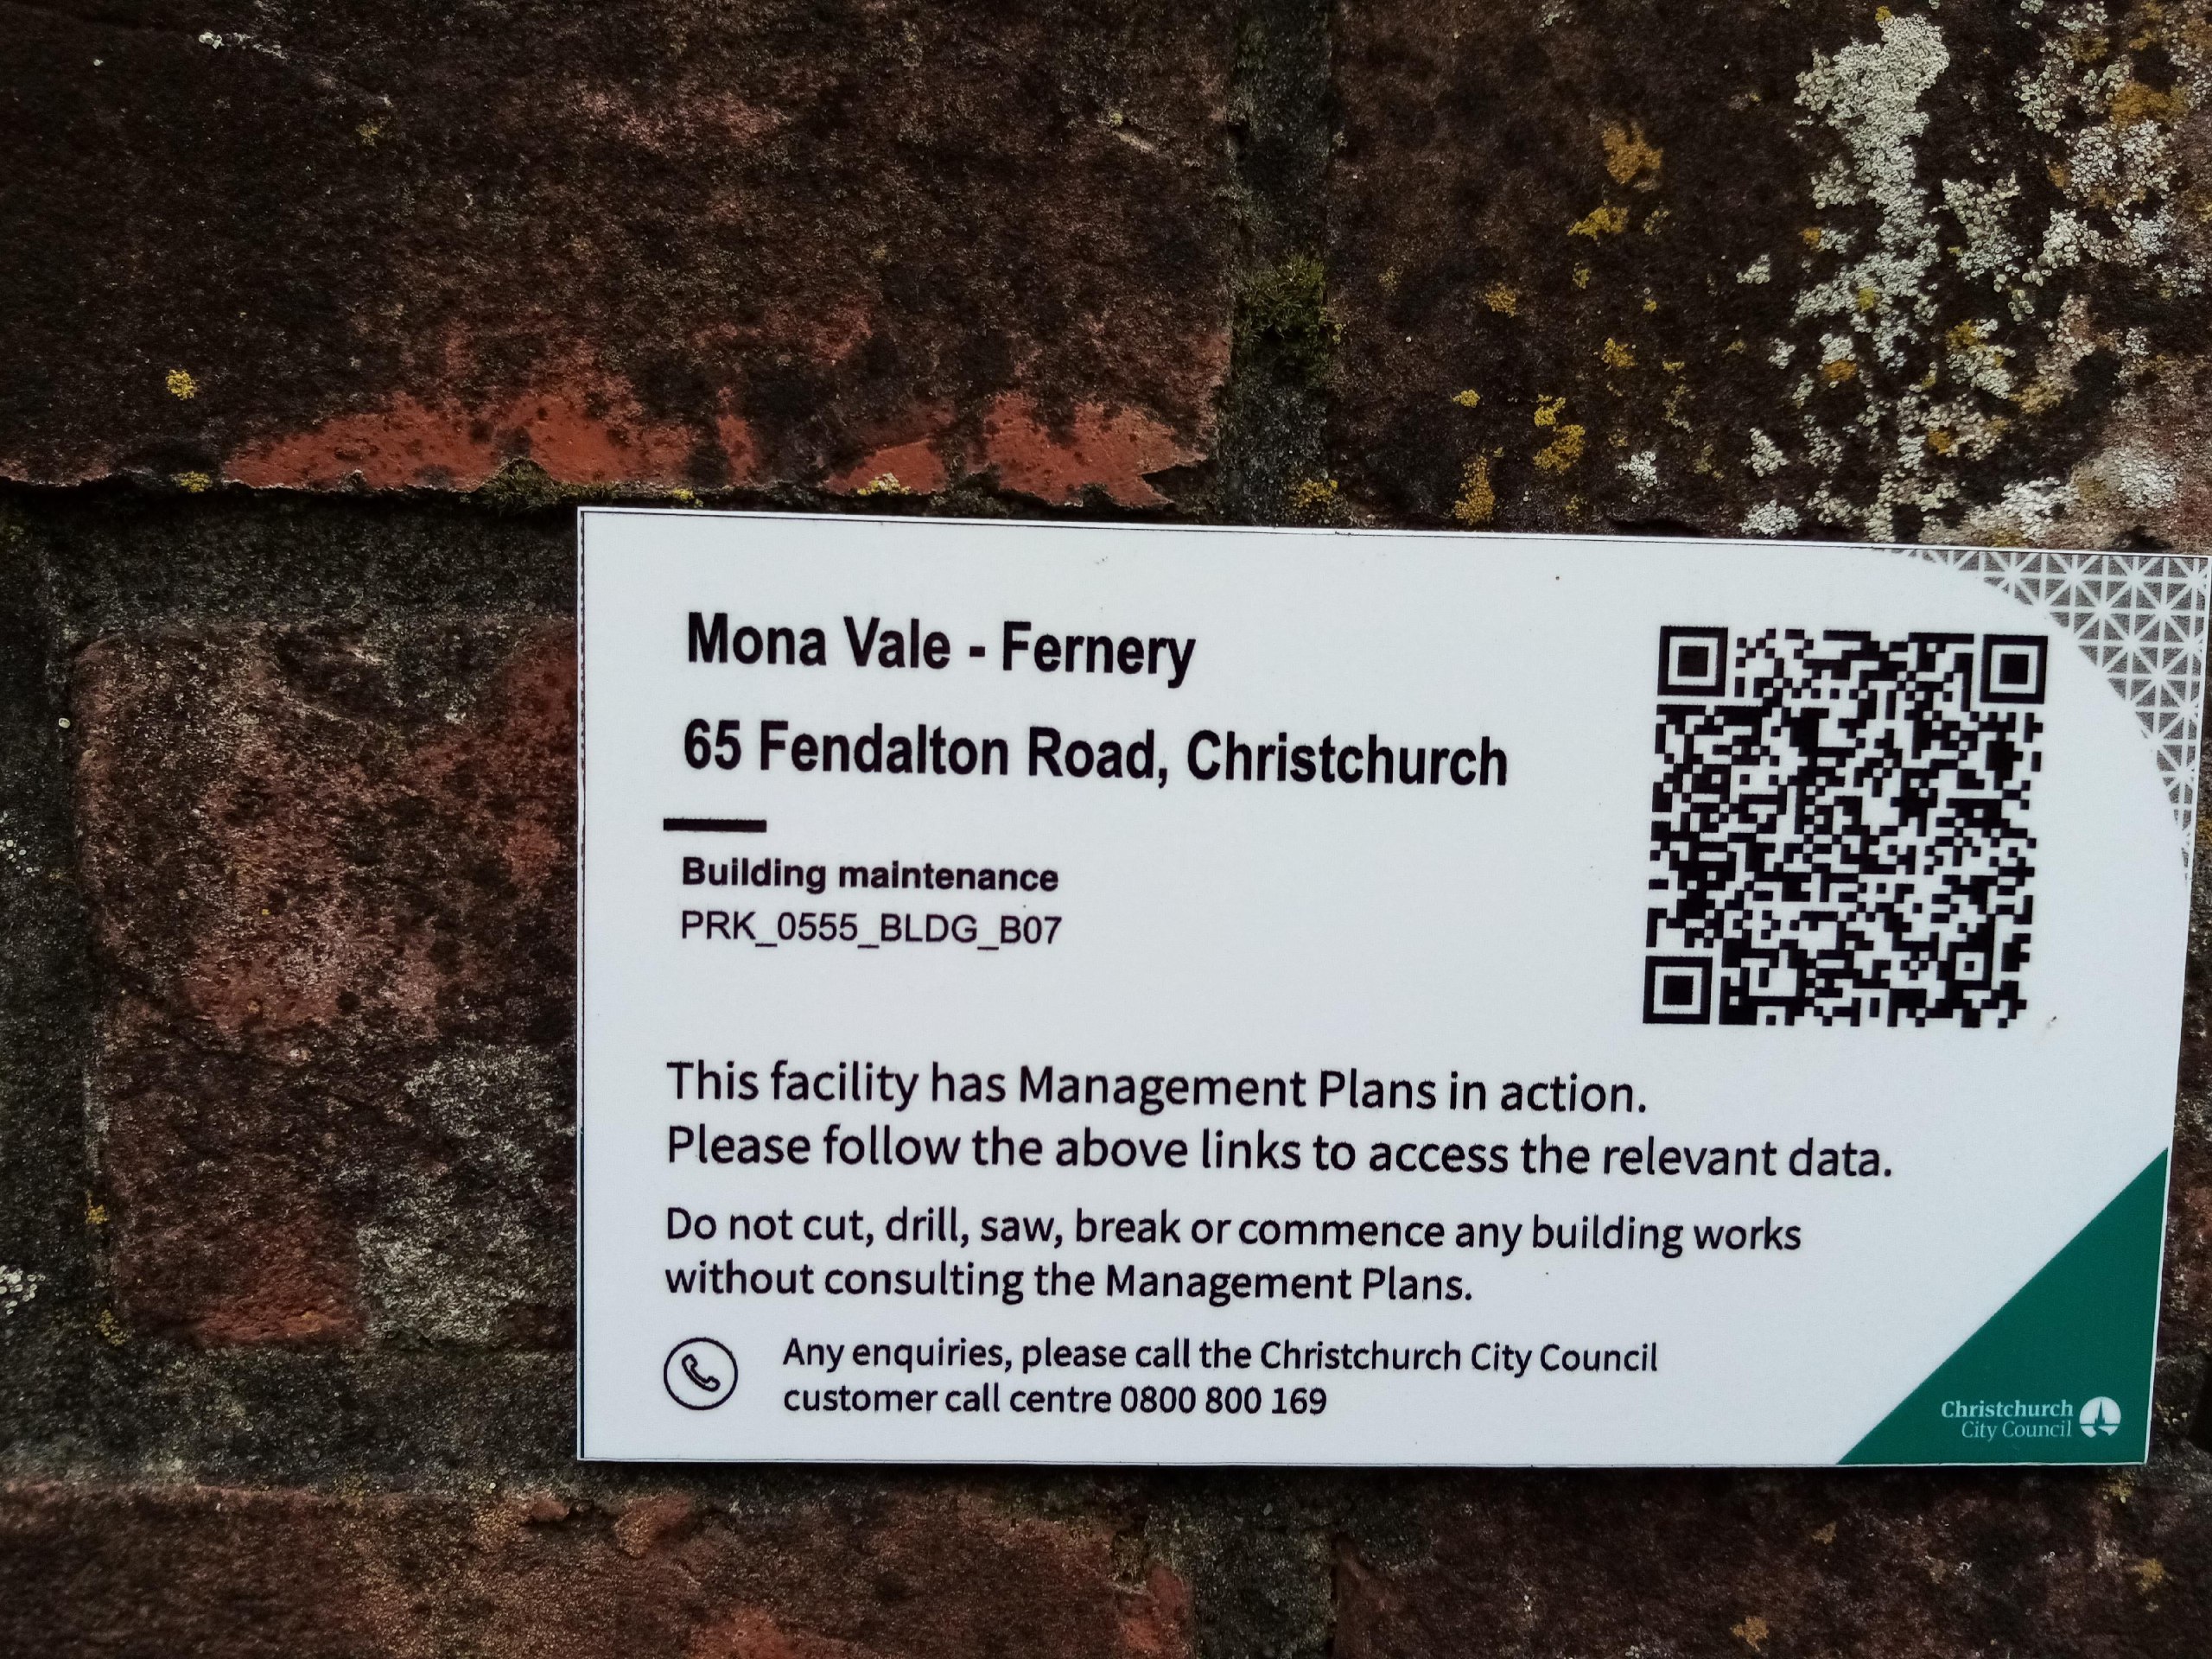 Mona Vale - Fernery
65 Fendalton Road, Christchurch
Building maintenance
PRK_0555_BLDG_B07
This facility has Management Plans in action.
Please follow the above links to access the relevant data.
Do not cut, drill, saw, break or commence any building works
without consulting the Management Plans.
Any enquiries, please call the Christchurch City Council
customer call centre 0800 800 169
Christchurch
City Council